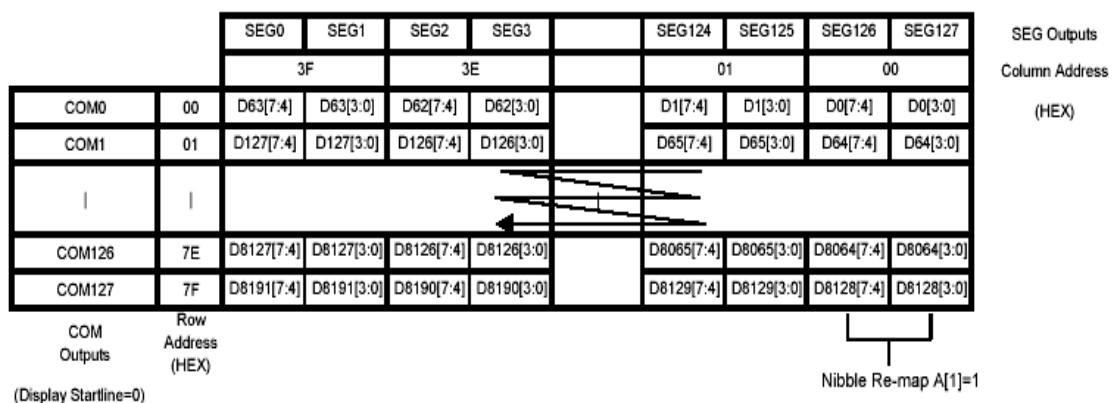 SEG0 SEG1 SEG2 SEG3 SEG124 SEG125 SEG126 SEG127 SEG Outputs
3F 3E 01 00 Column Address
COM0 00 D63[7:4] D63[3:0] D62[7:4] D62[3:0] D1[7:4] D1[3:0] D0[7:4] D0[3:0] (HEX)
COM1 01 D127[7:4] D127[3:0] D126[7:4] D126[3:0] D65[7:4] D65[3:0] D64[7:4] D64[3:0]
| |
COM126 7E D8127[7:4] D8127[3:0] D8126[7:4] D8126[3:0] D8065[7:4] D8065[3:0] D8064[7:4] D8064[3:0]
COM127 7F D8191[7:4] D8191[3:0] D8190[7:4] D8190[3:0] D8129[7:4] D8129[3:0] D8128[7:4] D8128[3:0]
COM
Outputs
Row
Address
(HEX)
Nibble Re-map A[1]=1
(Display Startline=0)